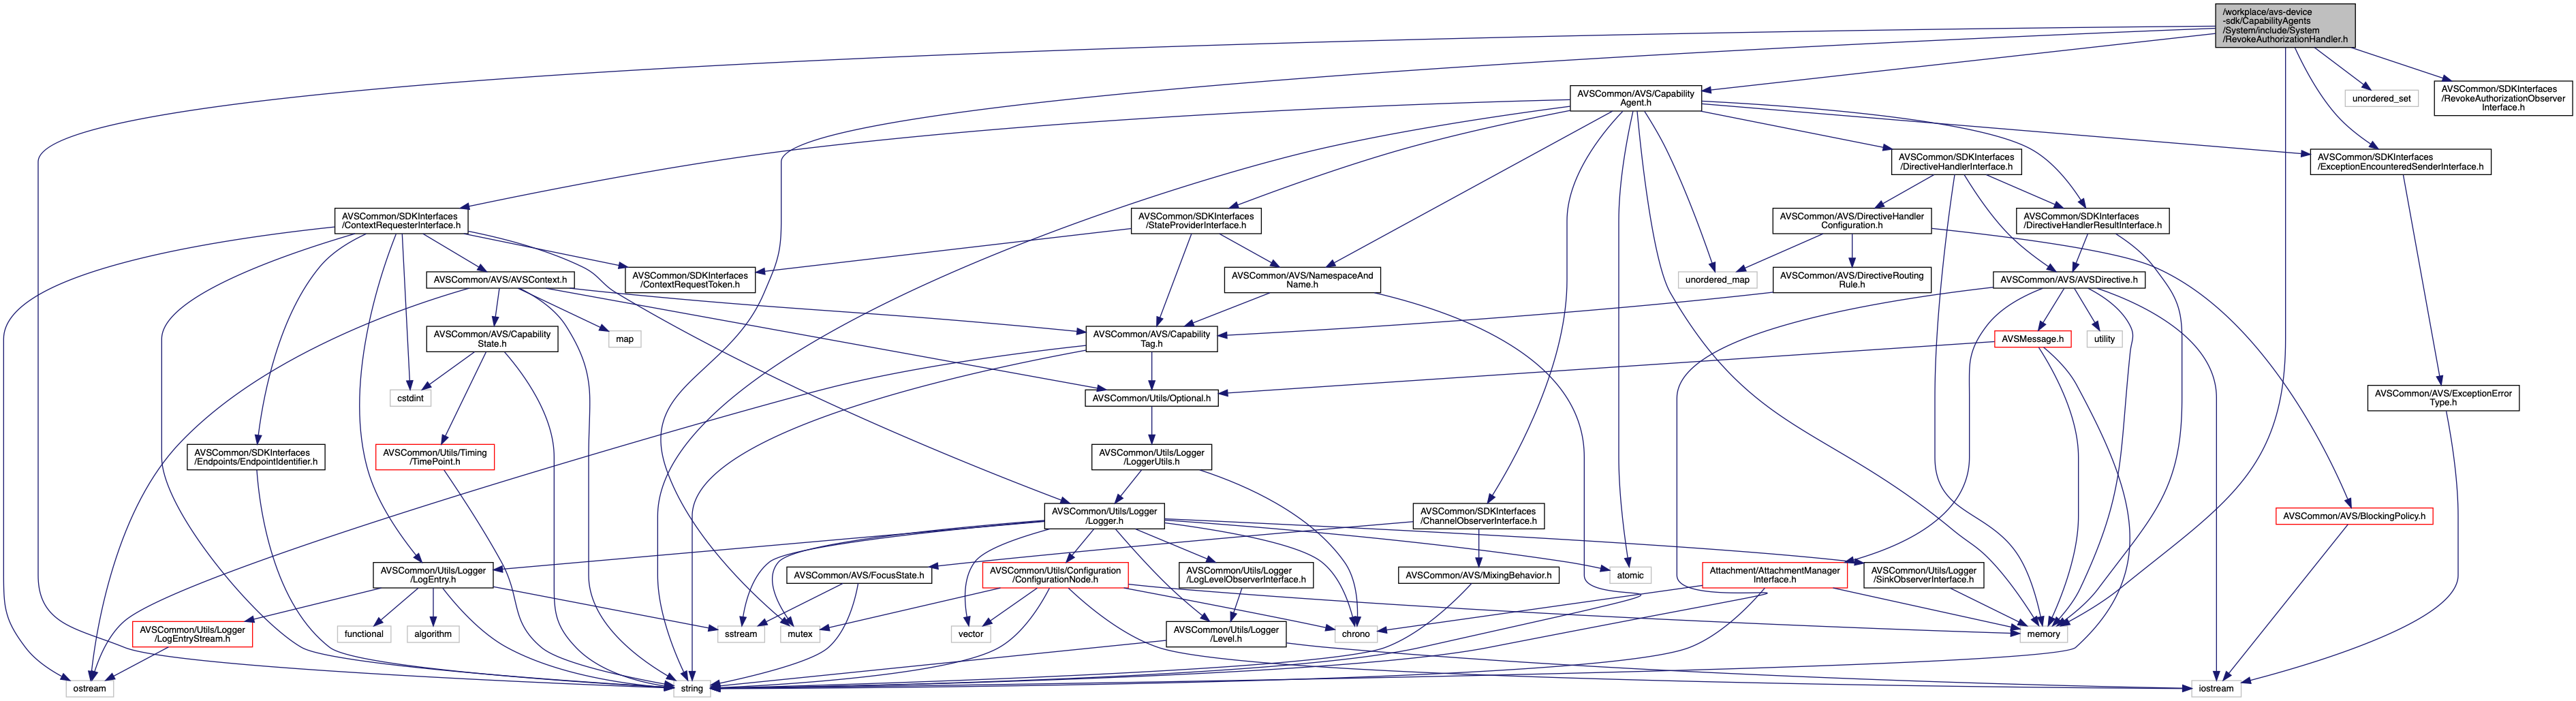 /workplace/avs-device
-sdk/CapabilityAgents
/System/include/System
/RevokeAuthorizationHandler.h
AVSCommon/AVS/Capability
Agent.h
unordered_set
AVSCommon/SDKInterfaces
/RevokeAuthorizationObserver
Interface.h
AVSCommon/SDKInterfaces
/DirectiveHandlerInterface.h
AVSCommon/SDKInterfaces
/ExceptionEncounteredSenderInterface.h
AVSCommon/SDKInterfaces
/ContextRequesterInterface.h
AVSCommon/SDKInterfaces
/StateProviderInterface.h
AVSCommon/AVS/DirectiveHandler
Configuration.h
AVSCommon/SDKInterfaces
/DirectiveHandlerResultInterface.h
AVSCommon/AVS/AVSContext.h
AVSCommon/SDKInterfaces
/ContextRequestToken.h
AVSCommon/AVS/NamespaceAnd
Name.h
unordered_map
AVSCommon/AVS/DirectiveRouting
Rule.h
AVSCommon/AVS/AVSDirective.h
AVSCommon/AVS/Capability
State.h
map
AVSCommon/AVS/Capability
Tag.h
AVSMessage.h
utility
cstdint
AVSCommon/Utils/Optional.h
AVSCommon/AVS/ExceptionError
Type.h
AVSCommon/SDKInterfaces
/Endpoints/EndpointIdentifier.h
AVSCommon/Utils/Timing
/TimePoint.h
AVSCommon/Utils/Logger
/LoggerUtils.h
AVSCommon/Utils/Logger
/Logger.h
AVSCommon/SDKInterfaces
/ChannelObserverInterface.h
AVSCommon/AVS/BlockingPolicy.h
AVSCommon/Utils/Logger
/LogEntry.h
AVSCommon/AVS/FocusState.h
AVSCommon/Utils/Configuration
/ConfigurationNode.h
AVSCommon/Utils/Logger
/LogLevelObserverInterface.h
AVSCommon/AVS/MixingBehavior.h
atomic
Attachment/AttachmentManager
Interface.h
AVSCommon/Utils/Logger
/SinkObserverInterface.h
AVSCommon/Utils/Logger
/LogEntryStream.h
functional
algorithm
sstream
mutex
vector
AVSCommon/Utils/Logger
/Level.h
chrono
memory
ostream
string
iostream